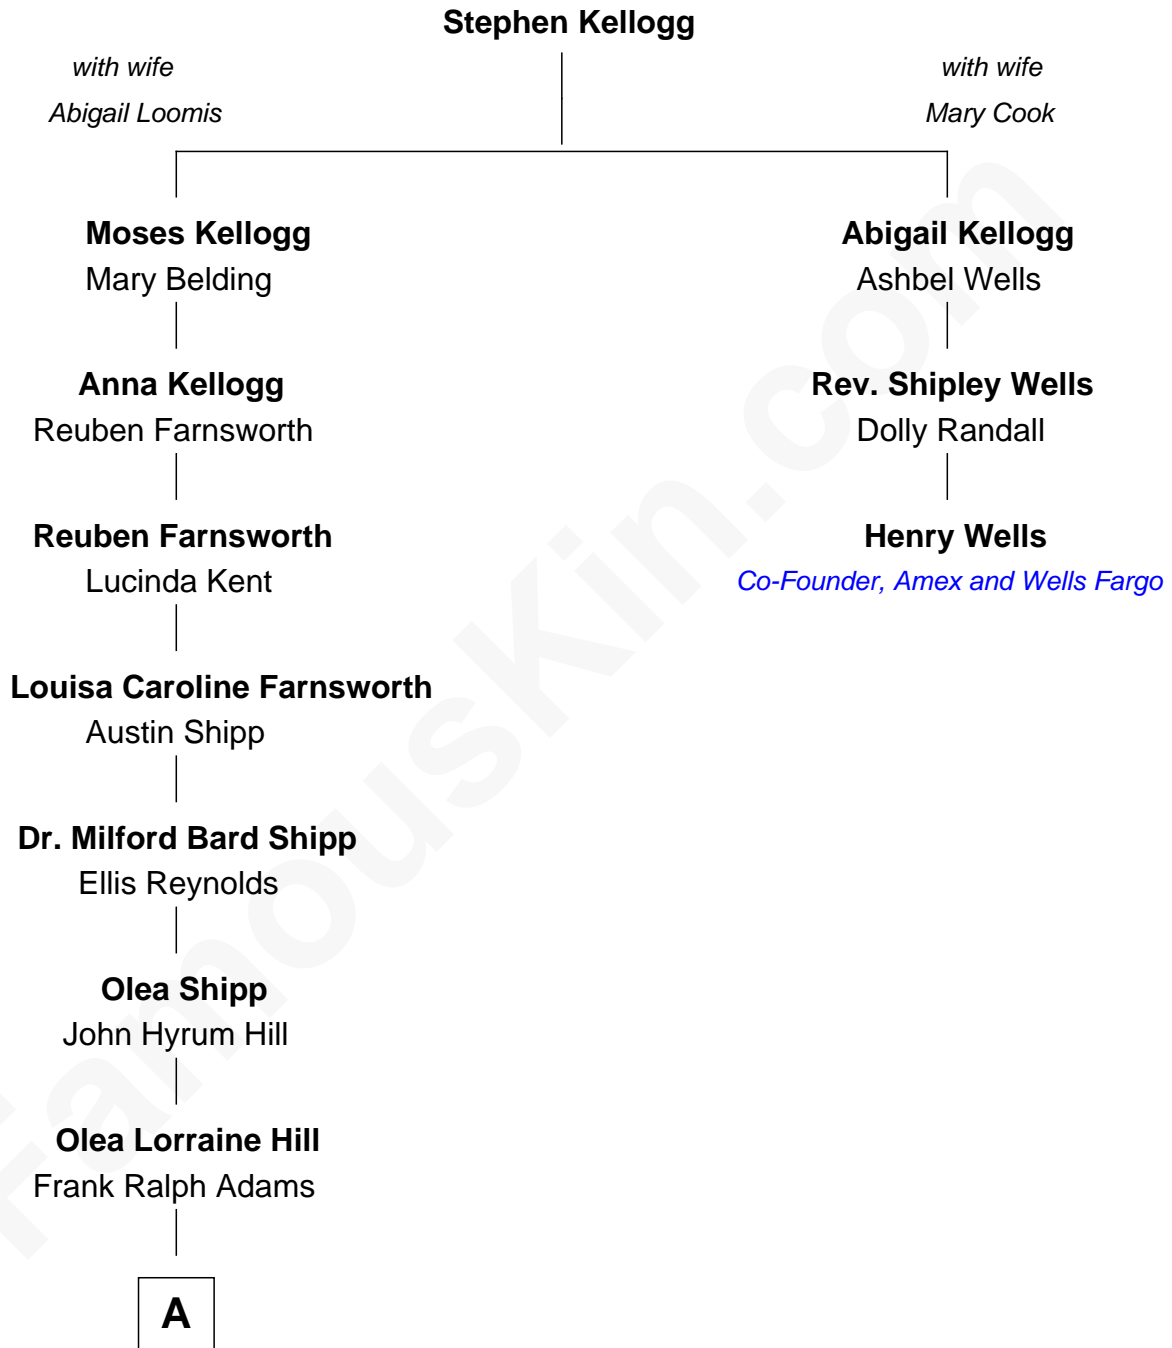 Stephen Kellogg
with wife
Abigail Loomis
with wife
Mary Cook
Moses Kellogg
Mary Belding
Abigail Kellogg
Ashbel Wells
Anna Kellogg
Reuben Farnsworth
Rev. Shipley Wells
Dolly Randall
Reuben Farnsworth
Lucinda Kent
Henry Wells
Co-Founder, Amex and Wells Fargo
Louisa Caroline Farnsworth
Austin Shipp
Dr. Milford Bard Shipp
Ellis Reynolds
Olea Shipp
John Hyrum Hill
Olea Lorraine Hill
Frank Ralph Adams
A
FamousKin.com